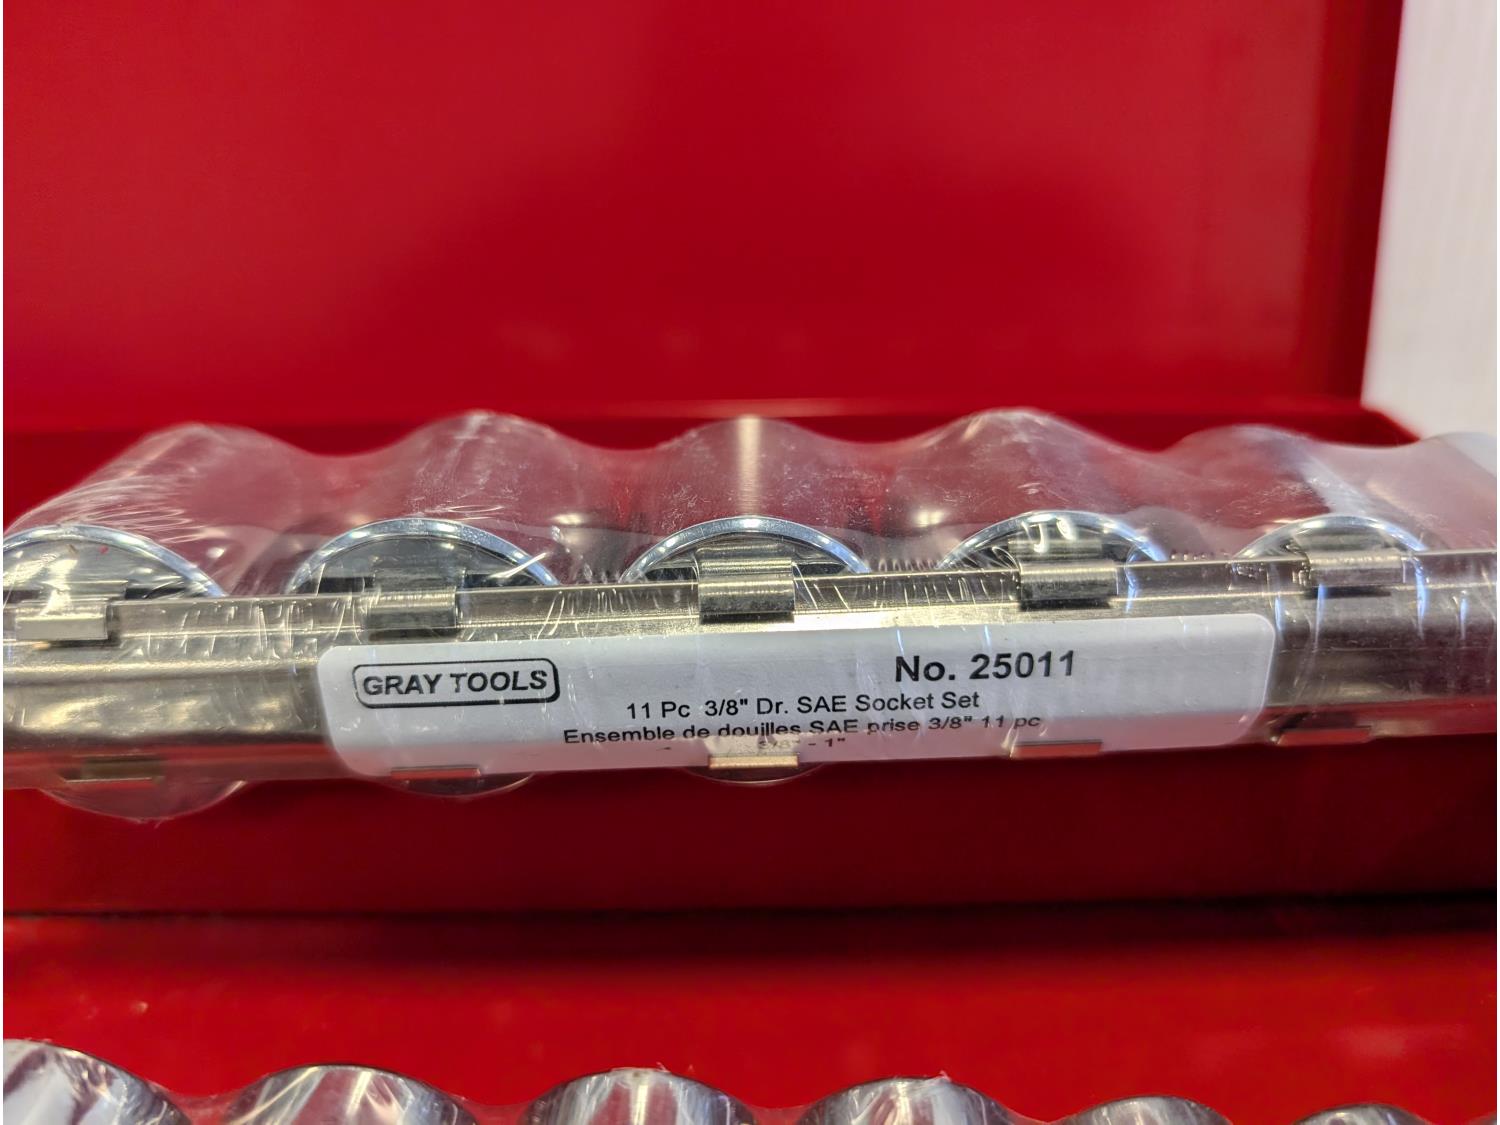 GRAY TOOLS
No. 25011
11 Pc 3/8" Dr. SAE Socket Set
Ensemble de douilles SAE prise 3/8" 11 pc
- 1"